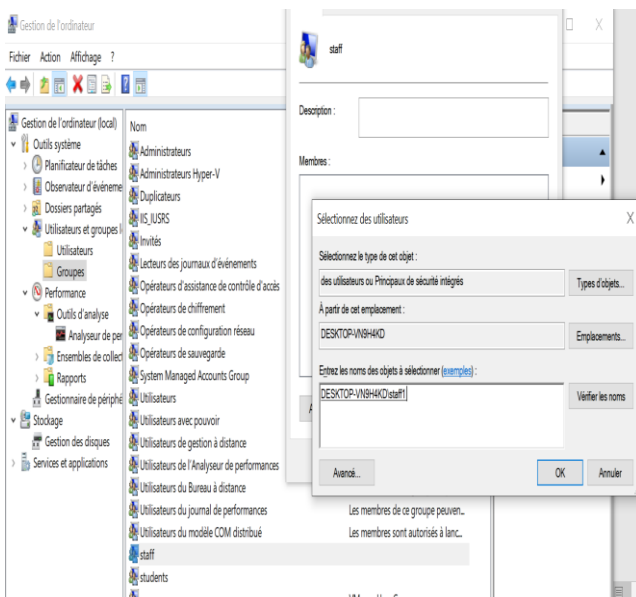 Gestion de l'ordinateur
Fichier Action Affichage ?
Gestion de l'ordinateur (local)
Outils système
Planificateur de tâches
Observateur d'événeme
Dossiers partagés
Utilisateurs et groupes l
Utilisateurs
Groupes
Performance
Outils d'analyse
Analyseur de per
Ensembles de collect
Rapports
Gestionnaire de périphé
Stockage
Gestion des disques
Services et applications
Nom
Administrateurs
Administrateurs Hyper-V
Duplicateurs
IIS_IUSRS
Invités
Lecteurs des journaux d'événements
Opérateurs d'assistance de contrôle d'accès
Opérateurs de chiffrement
Opérateurs de configuration réseau
Opérateurs de sauvegarde
System Managed Accounts Group
Utilisateurs
Utilisateurs avec pouvoir
Utilisateurs de gestion à distance
Utilisateurs de l'Analyseur de performances
Utilisateurs du Bureau à distance
Utilisateurs du journal de performances Les membres de ce groupe peuven...
Utilisateurs du modèle COM distribué Les membres sont autorisés à lanc...
staff
students
staff
Description :
Membres :
Sélectionnez des utilisateurs
Sélectionnez le type de cet objet :
des utilisateurs ou Principaux de sécurité intégrés
Types d'objets...
À partir de cet emplacement :
DESKTOP-VN9H4KD
Emplacements...
Entrez les noms des objets à sélectionner (exemples) :
DESKTOP-VN9H4KD\staff1
Vérifier les noms
Avancé...
OK
Annuler